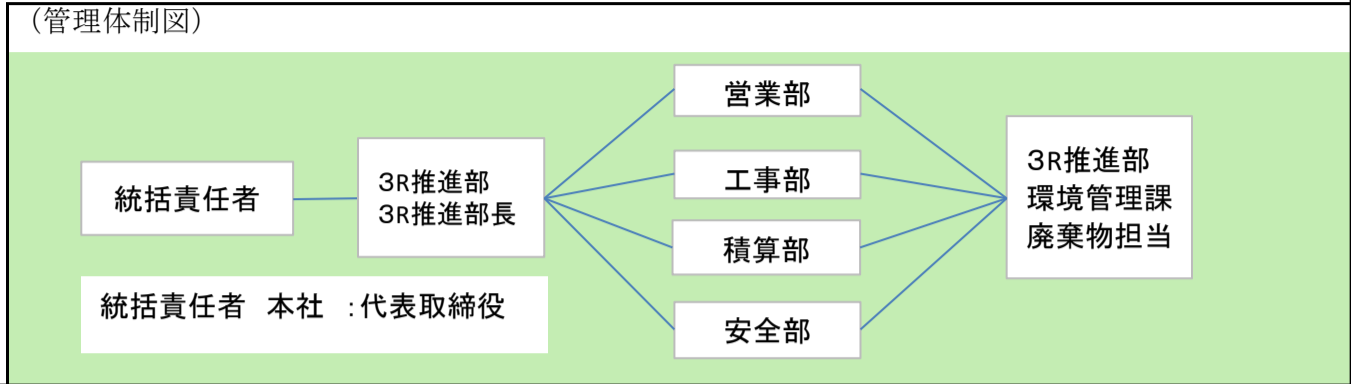 （管理体制図）
統括責任者
3R推進部
3R推進部長
営業部
工事部
積算部
安全部
3R推進部
環境管理課
廃棄物担当
統括責任者　本社　：代表取締役